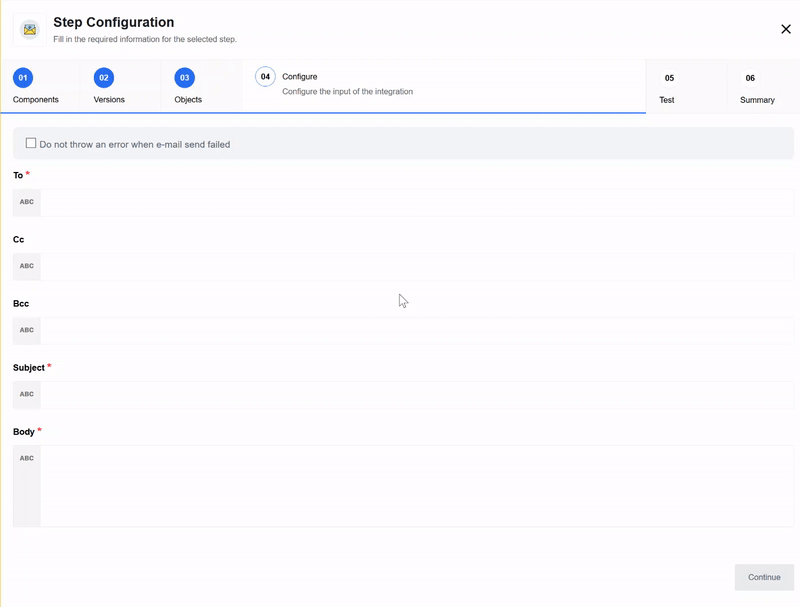 Step Configuration
Fill in the required information for the selected step.
01
Components
02
Versions
03
Objects
04
Configure
Configure the input of the integration
05
Test
06
Summary
Do not throw an error when e-mail send failed
To *
ABC
Cc
ABC
Bcc
ABC
Subject *
ABC
Body *
ABC
Continue